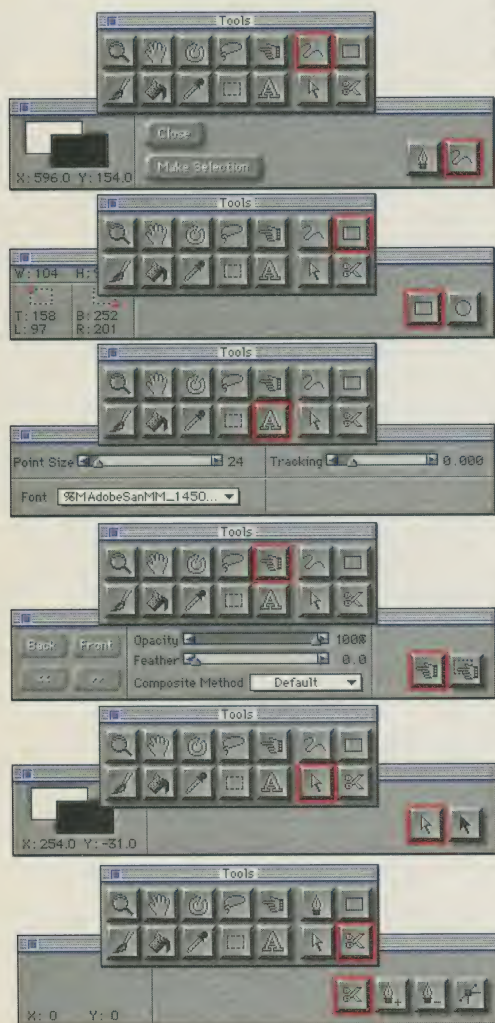 Tools
Close
Make Selection
X: 596.0 Y: 154.0
Tools
W: 104 H:
T: 158 B: 252
L: 97 R: 201
Tools
A
Point Size 24 Tracking 0.000
Font %MAdobeSanMM_1450...
Tools
A
Back Front Opacity 100%
<< >> Feather 0.0
Composite Method Default
Tools
A
X: 254.0 Y: -31.0
Tools
A
X: 0 Y: 0